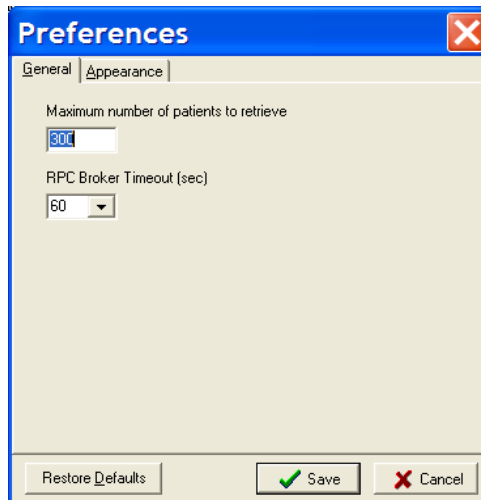 Preferences
General Appearance
Maximum number of patients to retrieve
300
RPC Broker Timeout (sec)
60
Restore Defaults Save Cancel